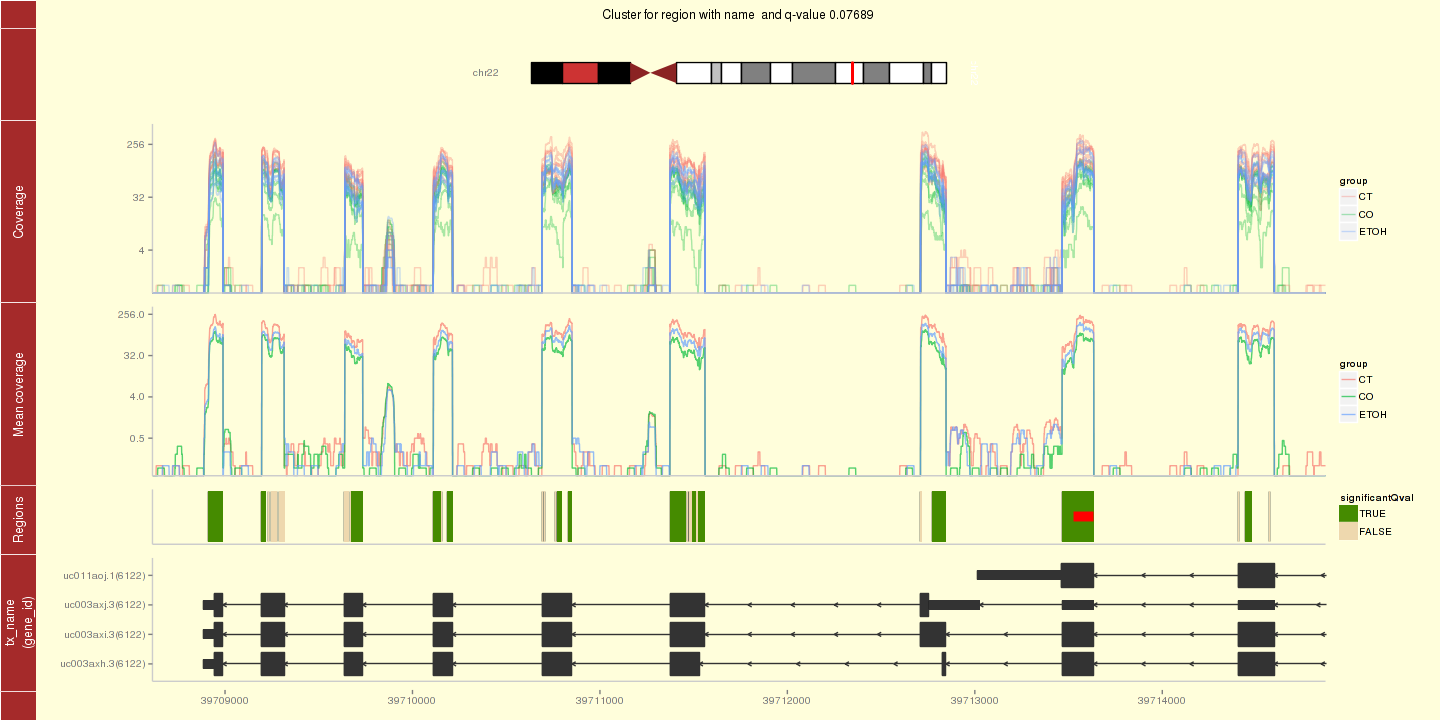 Cluster for region with name  and q-value 0.07689
chr22
Coverage
256
32
4
group
CT
CO
ETOH
Mean coverage
256.0
32.0
4.0
0.5
group
CT
CO
ETOH
Regions
significantQval
TRUE
FALSE
tx_name
(gene_id)
uc011aoj.1(6122)
uc003axj.3(6122)
uc003axi.3(6122)
uc003axh.3(6122)
39709000
39710000
39711000
39712000
39713000
39714000